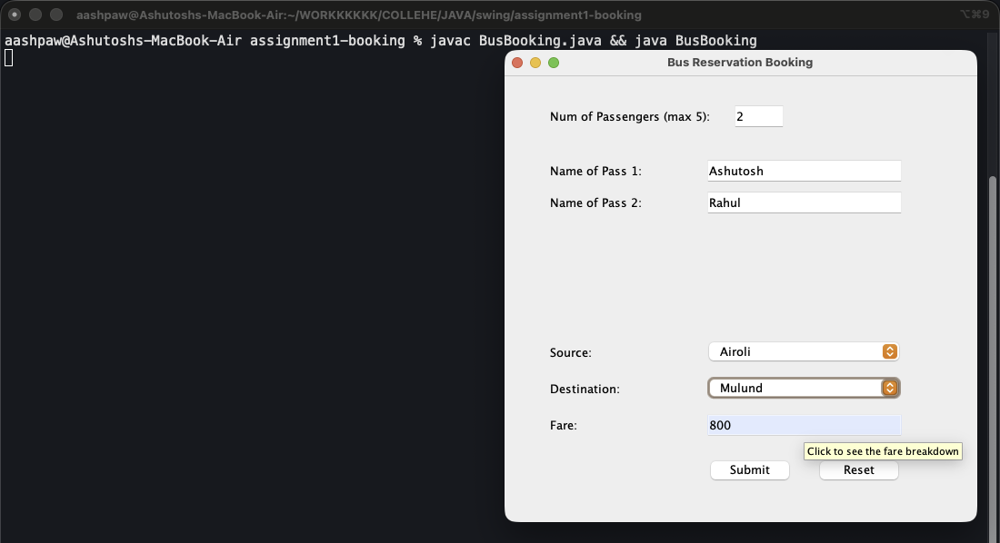 aashpaw@Ashutoshs-MacBook-Air:~/WORKKKKKK/COLLEHE/JAVA/swing/assignment1-booking ⌥⌘9
aashpaw@Ashutoshs-MacBook-Air assignment1-booking % javac BusBooking.java && java BusBooking
Bus Reservation Booking
Num of Passengers (max 5): 2
Name of Pass 1: Ashutosh
Name of Pass 2: Rahul
Source: Airoli
Destination: Mulund
Fare: 800
Click to see the fare breakdown
Submit Reset